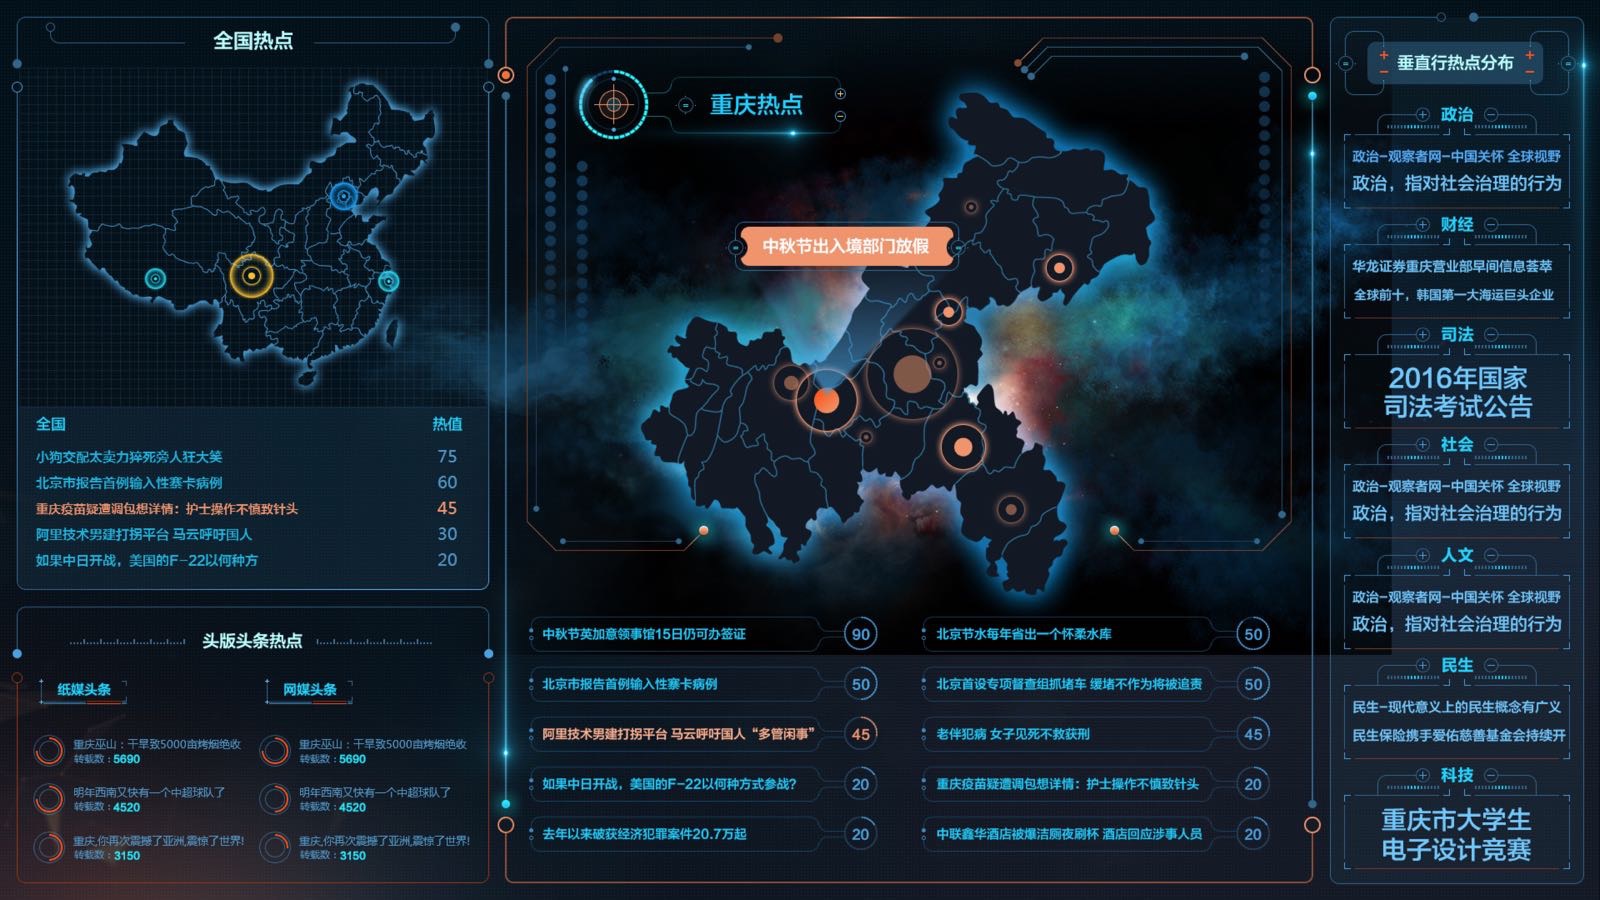 全国热点
全国 热值
小狗交配太卖力猝死旁人狂大笑 75
北京市报告首例输入性寨卡病例 60
重庆疫苗疑遭调包想详情：护士操作不慎致针头 45
阿里技术男建打拐平台 马云呼吁国人 30
如果中日开战，美国的F-22以何种方 20
头版头条热点
纸媒头条
重庆巫山：干旱致5000亩烤烟绝收
转载数：5690
明年西南又快有一个中超球队了
转载数：4520
重庆,你再次震撼了亚洲,震惊了世界!
转载数：3150
网媒头条
重庆巫山：干旱致5000亩烤烟绝收
转载数：5690
明年西南又快有一个中超球队了
转载数：4520
重庆,你再次震撼了亚洲,震惊了世界!
转载数：3150
重庆热点
中秋节出入境部门放假
中秋节英加意领事馆15日仍可办签证 90
北京市报告首例输入性寨卡病例 50
阿里技术男建打拐平台 马云呼吁国人“多管闲事” 45
如果中日开战，美国的F-22以何种方式参战? 20
去年以来破获经济犯罪案件20.7万起 20
北京节水每年省出一个怀柔水库 50
北京首设专项督查组抓堵车 缓堵不作为将被追责 50
老伴犯病 女子见死不救获刑 45
重庆疫苗疑遭调包想详情：护士操作不慎致针头 20
中联鑫华酒店被爆洁厕夜刷杯 酒店回应涉事人员 20
垂直行热点分布
政治
政治-观察者网-中国关怀 全球视野
政治，指对社会治理的行为
财经
华龙证券重庆营业部早间信息荟萃
全球前十，韩国第一大海运巨头企业
司法
2016年国家
司法考试公告
社会
政治-观察者网-中国关怀 全球视野
政治，指对社会治理的行为
人文
政治-观察者网-中国关怀 全球视野
政治，指对社会治理的行为
民生
民生-现代意义上的民生概念有广义
民生保险携手爱佑慈善基金会持续开
科技
重庆市大学生
电子设计竞赛